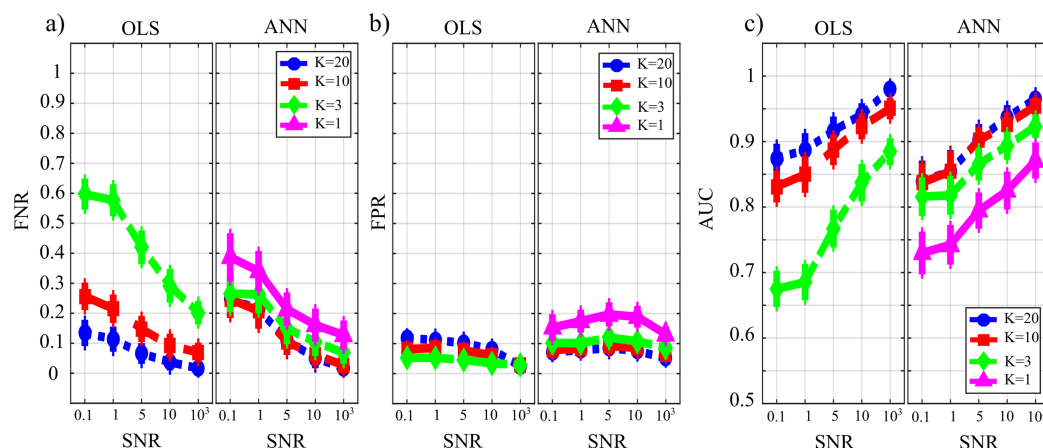 a)
OLS
ANN
FNR
1
0.9
0.8
0.7
0.6
0.5
0.4
0.3
0.2
0.1
0
K=20
K=10
K=3
K=1
0.1 1 5 10 10³
0.1 1 5 10 10³
SNR
SNR
b)
OLS
ANN
FPR
K=20
K=10
K=3
K=1
0.1 1 5 10 10³
0.1 1 5 10 10³
SNR
SNR
c)
OLS
ANN
AUC
1
0.9
0.8
0.7
0.6
0.5
K=20
K=10
K=3
K=1
0.1 1 5 10 10³
0.1 1 5 10 10³
SNR
SNR